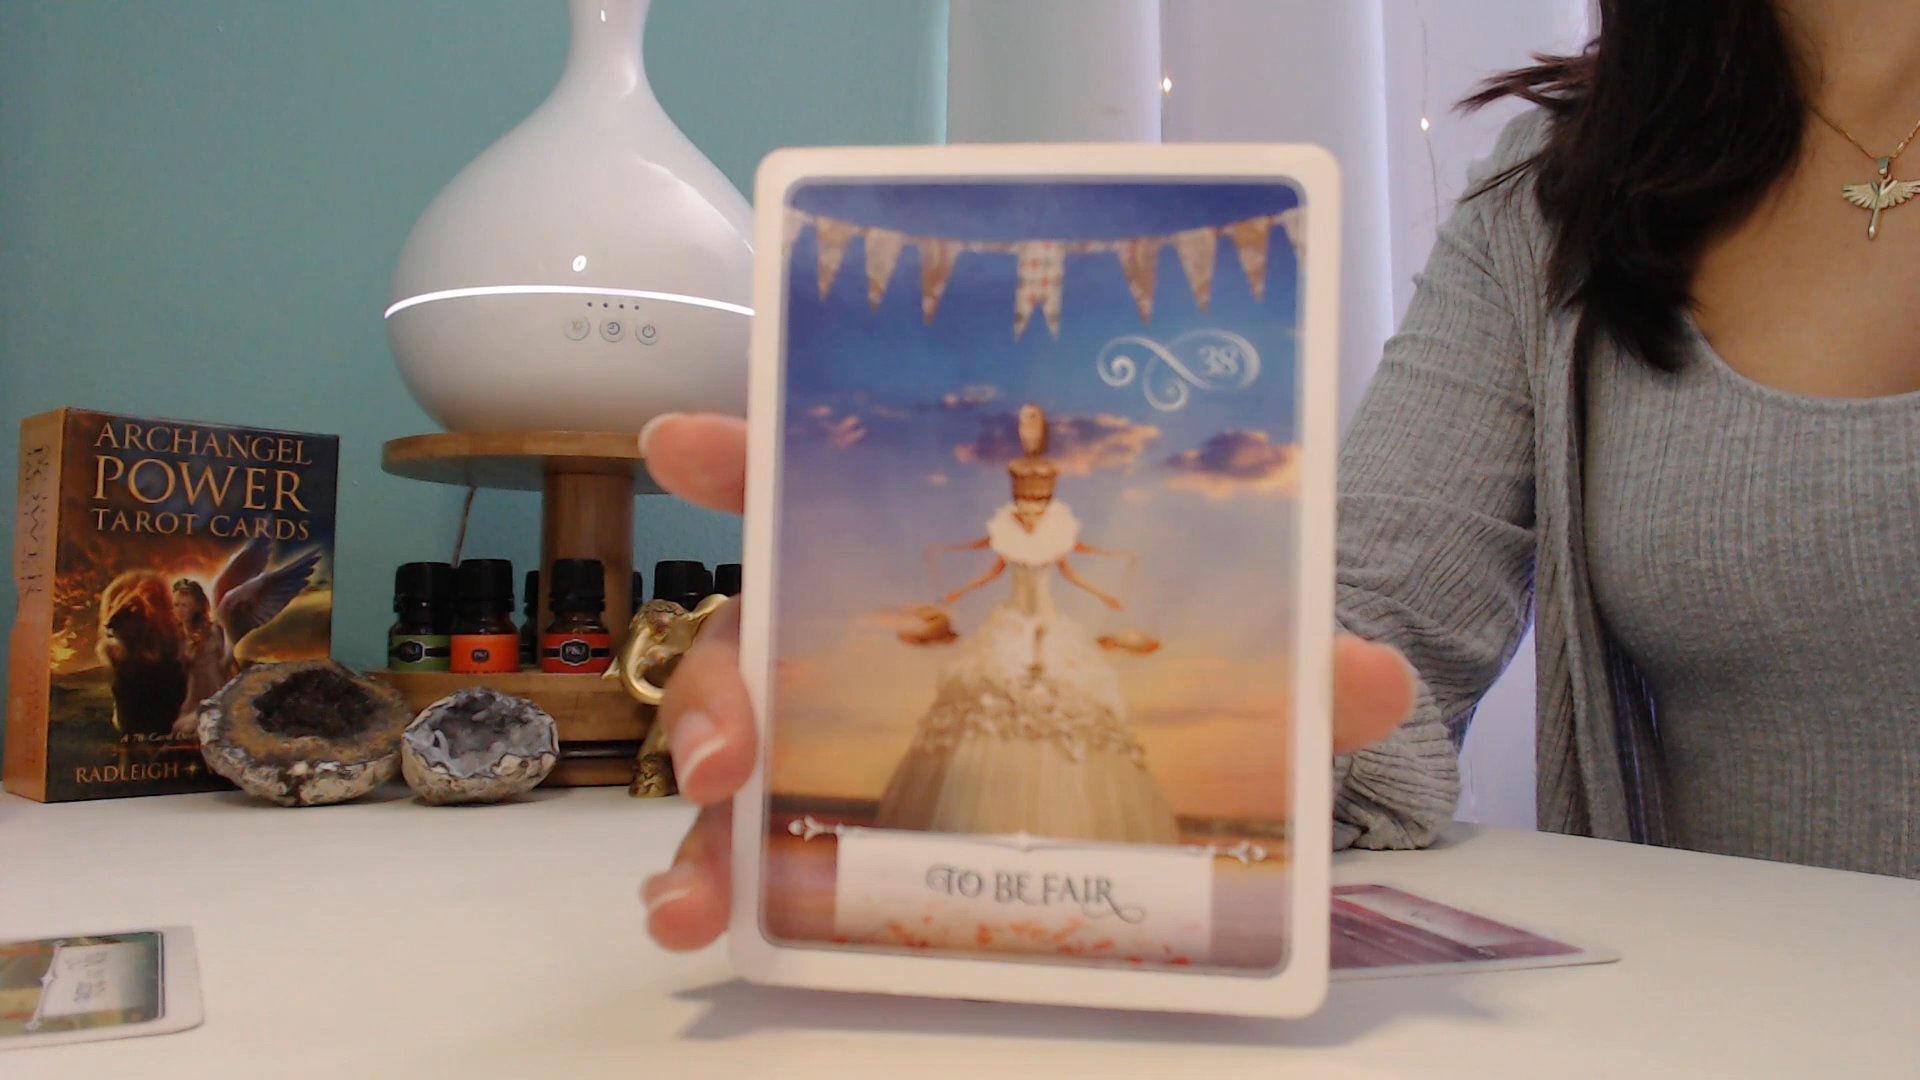 ARCHANGEL
POWER
TAROT CARDS
RADLEIGH
38
TO BE FAIR